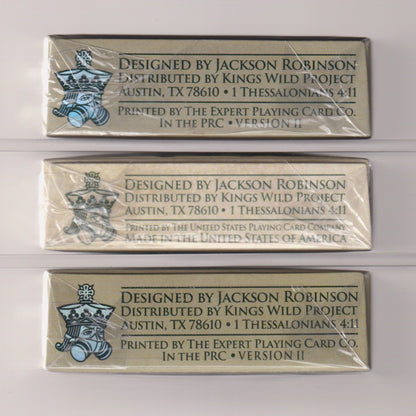 DESIGNED BY JACKSON ROBINSON
DISTRIBUTED BY KINGS WILD PROJECT
AUSTIN, TX 78610 • 1 THESSALONIANS 4:11
PRINTED BY THE EXPERT PLAYING CARD CO.
IN THE PRC • VERSION II
DESIGNED BY JACKSON ROBINSON
DISTRIBUTED BY KINGS WILD PROJECT
AUSTIN, TX 78610 • 1 THESSALONIANS 4:11
PRINTED BY THE UNITED STATES PLAYING CARD COMPANY
MADE IN THE UNITED STATES OF AMERICA
DESIGNED BY JACKSON ROBINSON
DISTRIBUTED BY KINGS WILD PROJECT
AUSTIN, TX 78610 • 1 THESSALONIANS 4:11
PRINTED BY THE EXPERT PLAYING CARD CO.
IN THE PRC • VERSION II